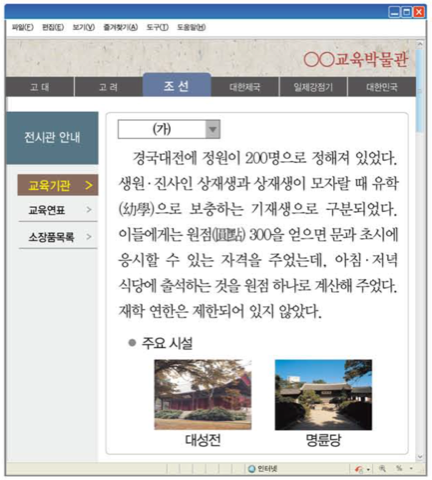 파일(F) 편집(E) 보기(V) 즐겨찾기(A) 도구(T) 도움말(H)
○○교육박물관
고대 고려 조선 대한제국 일제강점기 대한민국
전시관 안내
교육기관 >
교육연표 >
소장품목록 >
(가)
경국대전에 정원이 200명으로 정해져 있었다.
생원·진사인 상재생과 상재생이 모자랄 때 유학
(幼學)으로 보충하는 기재생으로 구분되었다.
이들에게는 원점(圓點) 300을 얻으면 문과 초시에
응시할 수 있는 자격을 주었는데, 아침·저녁
식당에 출석하는 것을 원점 하나로 계산해 주었다.
재학 연한은 제한되어 있지 않았다.
● 주요 시설
대성전 명륜당
인터넷
%